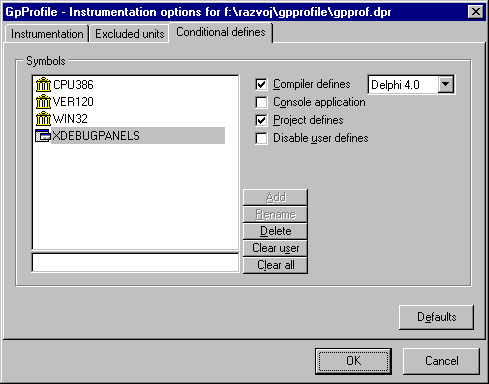 GpProfile - Instrumentation options for f:\razvoj\gpprofile\gpprof.dpr
Instrumentation Excluded units Conditional defines
Symbols
CPU386
VER120
WIN32
XDEBUGPANELS
Compiler defines Delphi 4.0
Console application
Project defines
Disable user defines
Add
Rename
Delete
Clear user
Clear all
Defaults
OK Cancel